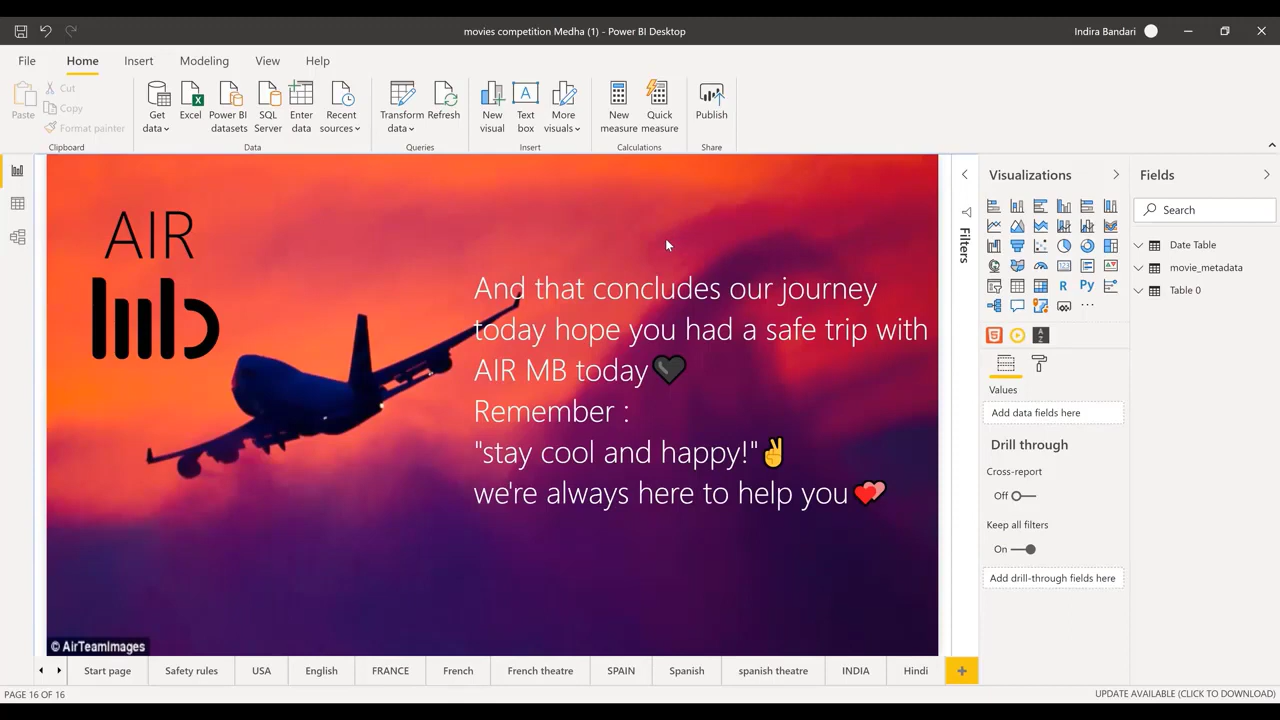 movies competition Medha (1) - Power BI Desktop
Indira Bandari
File Home Insert Modeling View Help
Paste
Cut
Copy
Format painter
Clipboard
Get data
Excel
Power BI datasets
SQL Server
Enter data
Recent sources
Data
Transform data
Refresh
Queries
New visual
Text box
More visuals
Insert
New measure
Quick measure
Calculations
Publish
Share
AIR
mb
And that concludes our journey
today hope you had a safe trip with
AIR MB today🖤
Remember :
"stay cool and happy!"✌
we're always here to help you💕
© AirTeamImages
Filters
Visualizations
R Py
Values
Add data fields here
Drill through
Cross-report
Off
Keep all filters
On
Add drill-through fields here
Fields
Search
Date Table
movie_metadata
Table 0
Start page Safety rules USA English FRANCE French French theatre SPAIN Spanish spanish theatre INDIA Hindi +
PAGE 16 OF 16
UPDATE AVAILABLE (CLICK TO DOWNLOAD)